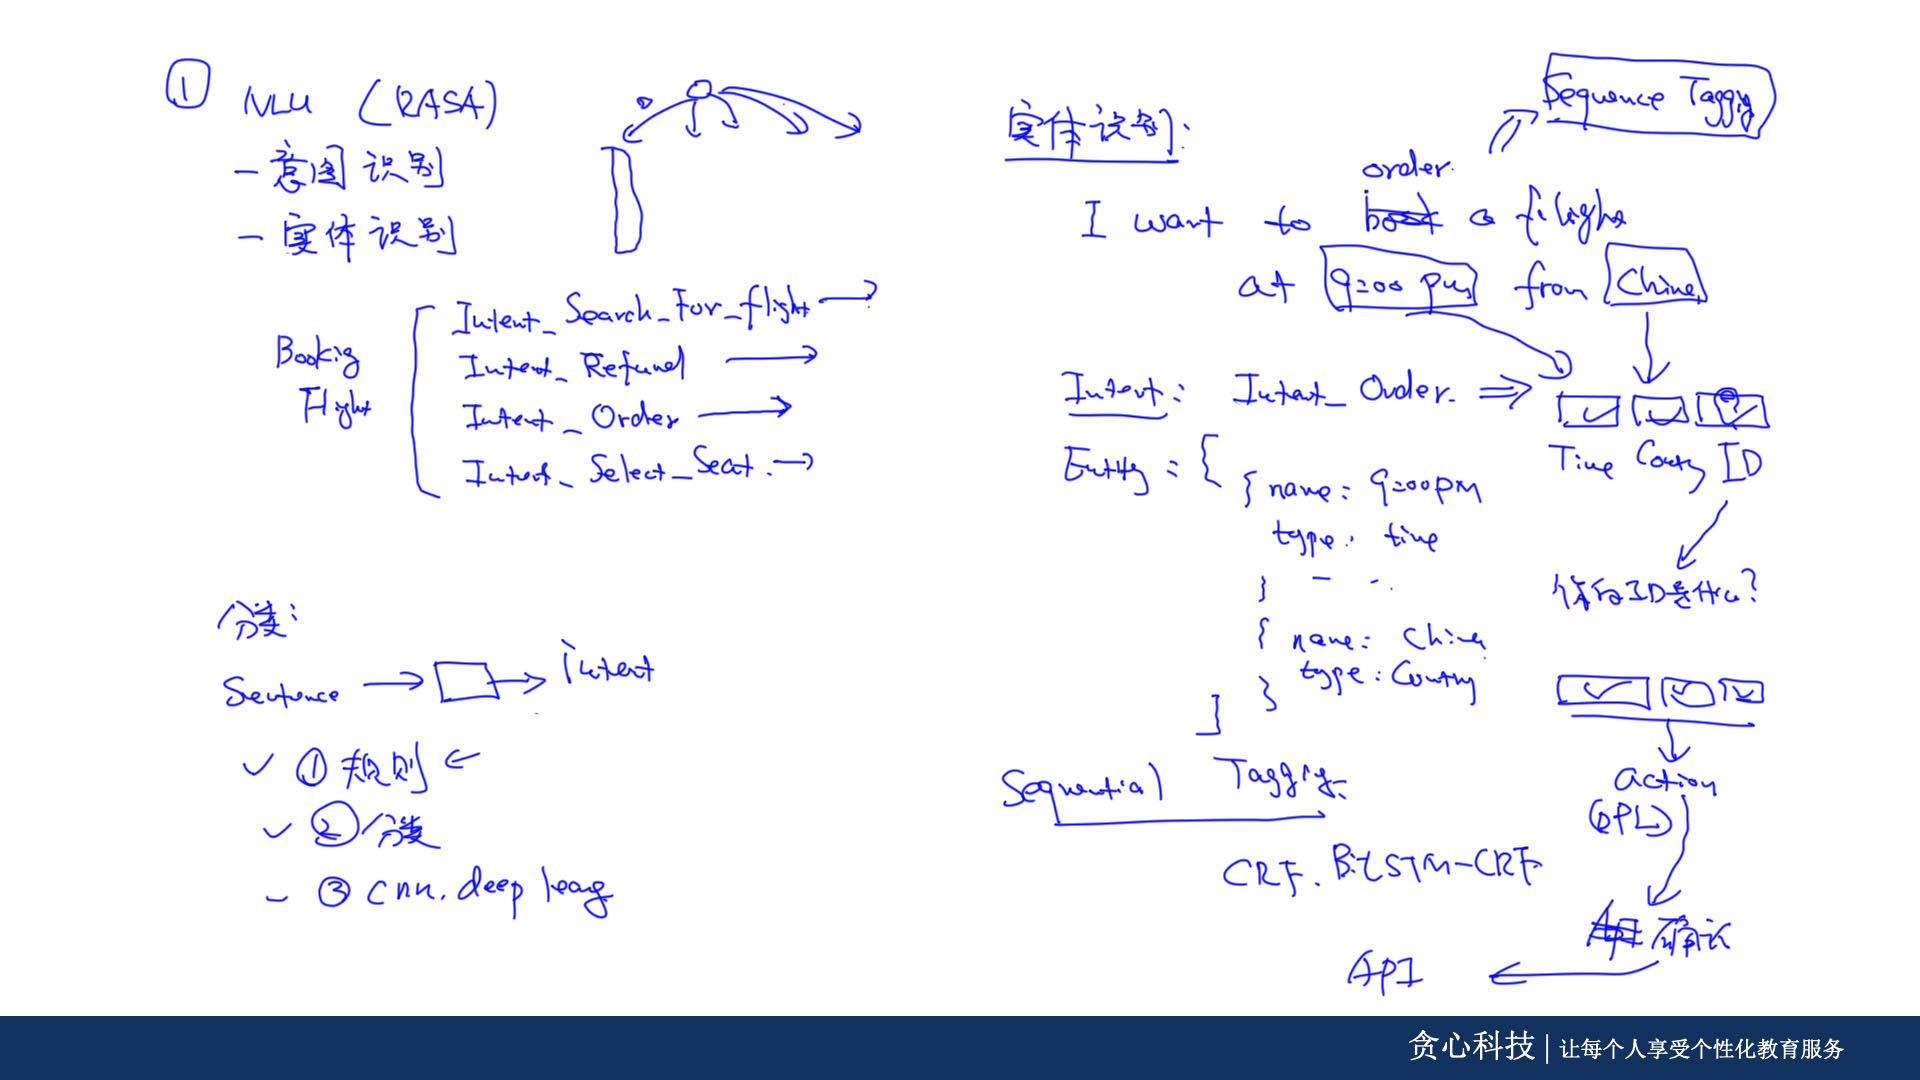 ① NLU (RASA)
- 意图识别
- 实体识别
Booking
Flight
Intent_Search_For_flight
Intent_Refund
Intent_Order
Intent_Select_Seat.
分类:
Sentence
intent
① 规则
② 分类
③ cnn. deep
实体识别:
Sequence Taggig
order.
I want to book a flight
at 9:00 pm, from China
Intent: Intent_Order.
Time Country ID
Entity = {
{ name: 9:00pm
type: time
}
{ name: China
type: Country
}
]
你的ID是什么?
Sequential Tagging:
CRF. BiLSTM-CRF
action
确认
API
贪心科技 | 让每个人享受个性化教育服务